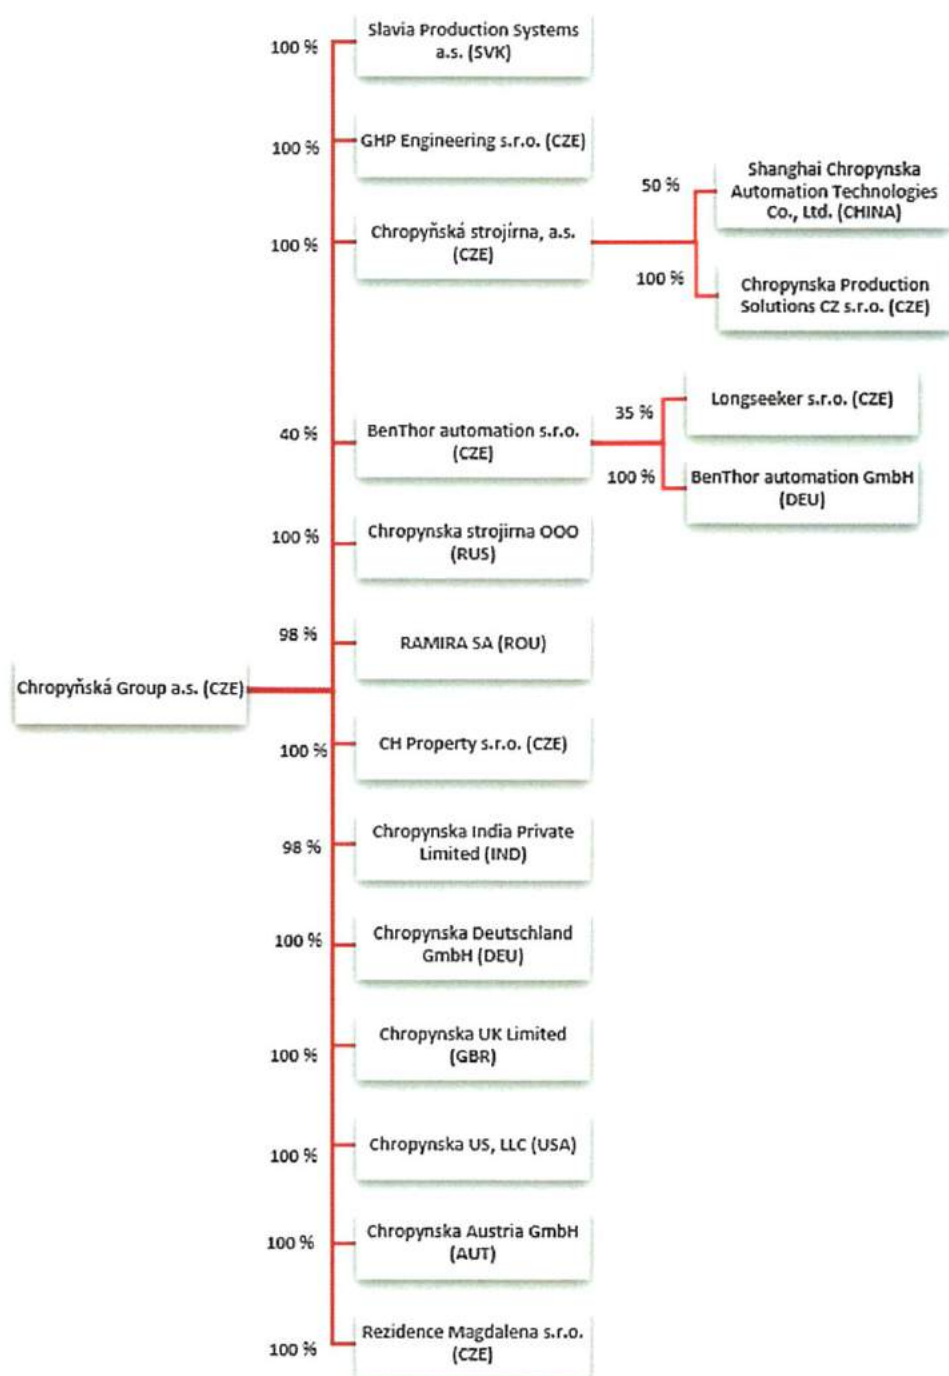 100 %
Slavia Production Systems
a.s. (SVK)
100 %
GHP Engineering s.r.o. (CZE)
100 %
Chropyňská strojírna, a.s.
(CZE)
50 %
Shanghai Chropynska
Automation Technologies
Co., Ltd. (CHINA)
100 %
Chropynska Production
Solutions CZ s.r.o. (CZE)
40 %
BenThor automation s.r.o.
(CZE)
35 %
Longseeker s.r.o. (CZE)
100 %
BenThor automation GmbH
(DEU)
100 %
Chropynska strojirna OOO
(RUS)
98 %
RAMIRA SA (ROU)
Chropyňská Group a.s. (CZE)
100 %
CH Property s.r.o. (CZE)
98 %
Chropynska India Private
Limited (IND)
100 %
Chropynska Deutschland
GmbH (DEU)
100 %
Chropynska UK Limited
(GBR)
100 %
Chropynska US, LLC (USA)
100 %
Chropynska Austria GmbH
(AUT)
100 %
Rezidence Magdalena s.r.o.
(CZE)